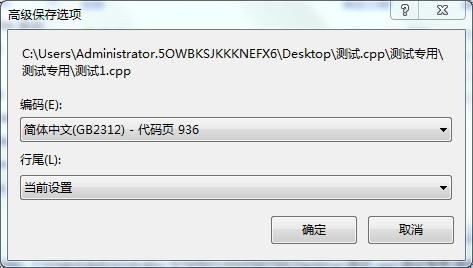 高级保存选项
C:\Users\Administrator.5OWBKSJKKKNEFX6\Desktop\测试.cpp\测试专用\
测试专用\测试1.cpp
编码(E):
简体中文(GB2312) - 代码页 936
行尾(L):
当前设置
确定
取消